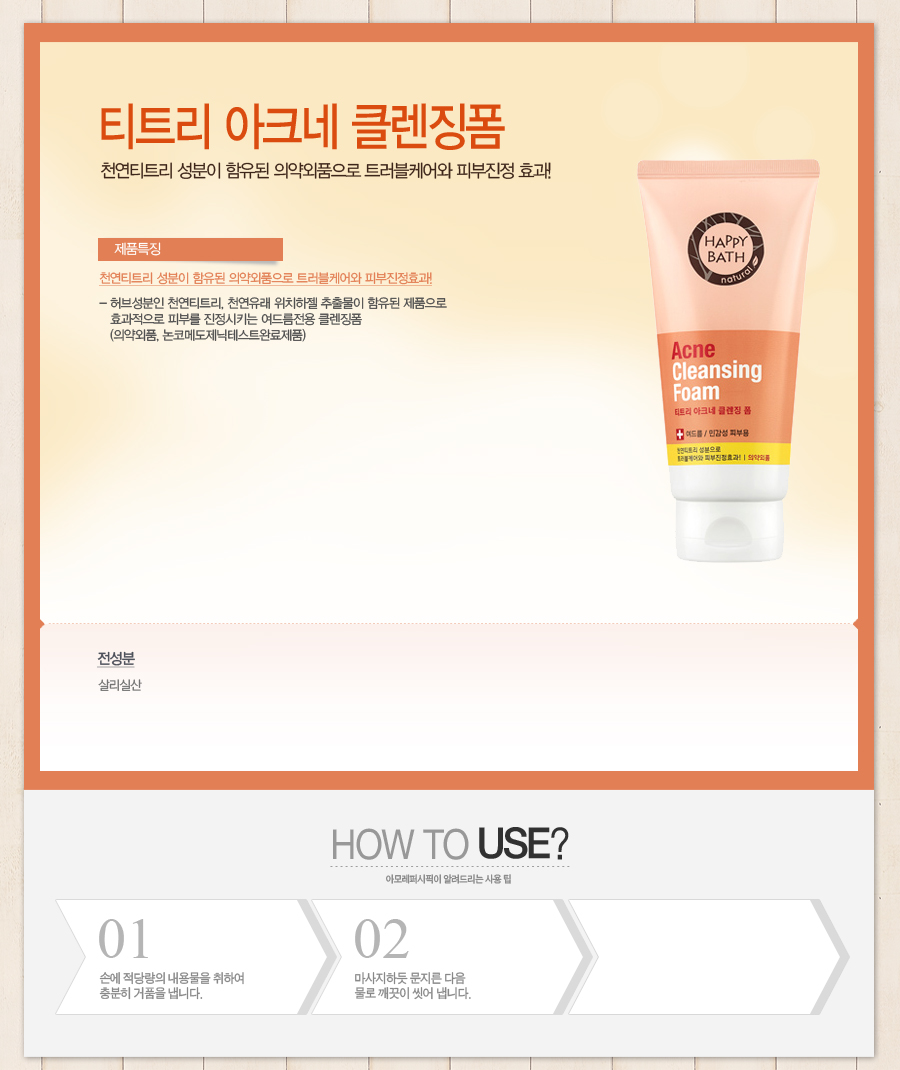 티트리 아크네 클렌징폼
천연티트리 성분이 함유된 의약외품으로 트러블케어와 피부진정 효과!
제품특징
천연티트리 성분이 함유된 의약외품으로 트러블케어와 피부진정효과!
– 허브성분인 천연티트리, 천연유래 위치하젤 추출물이 함유된 제품으로
효과적으로 피부를 진정시키는 여드름전용 클렌징폼
(의약외품, 논코메도제닉테스트완료제품)
HAPPY
BATH
natural
Acne
Cleansing
Foam
티트리 아크네 클렌징 폼
여드름 / 민감성 피부용
천연티트리 성분으로
트러블케어와 피부진정효과! | 의약외품
전성분
살리실산
HOW TO USE?
아모레퍼시픽이 알려드리는 사용 팁
01
손에 적당량의 내용물을 취하여
충분히 거품을 냅니다.
02
마사지하듯 문지른 다음
물로 깨끗이 씻어 냅니다.